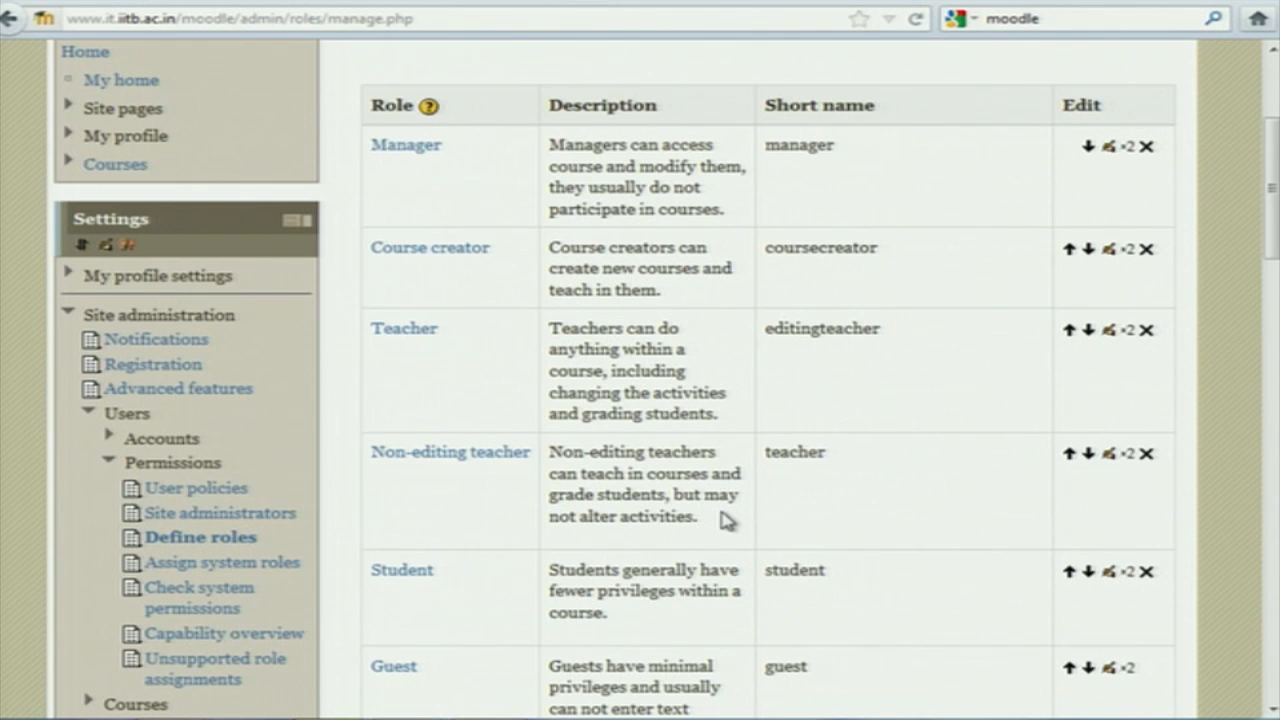 www.it.iitb.ac.in/moodle/admin/roles/manage.php
moodle
Home
My home
Site pages
My profile
Courses
Settings
My profile settings
Site administration
Notifications
Registration
Advanced features
Users
Accounts
Permissions
User policies
Site administrators
Define roles
Assign system roles
Check system
permissions
Capability overview
Unsupported role
assignments
Courses
Role Description Short name Edit
Manager
Managers can access
course and modify them,
they usually do not
participate in courses.
manager
Course creator
Course creators can
create new courses and
teach in them.
coursecreator
Teacher
Teachers can do
anything within a
course, including
changing the activities
and grading students.
editingteacher
Non-editing teacher
Non-editing teachers
can teach in courses and
grade students, but may
not alter activities.
teacher
Student
Students generally have
fewer privileges within a
course.
student
Guest
Guests have minimal
privileges and usually
can not enter text
guest